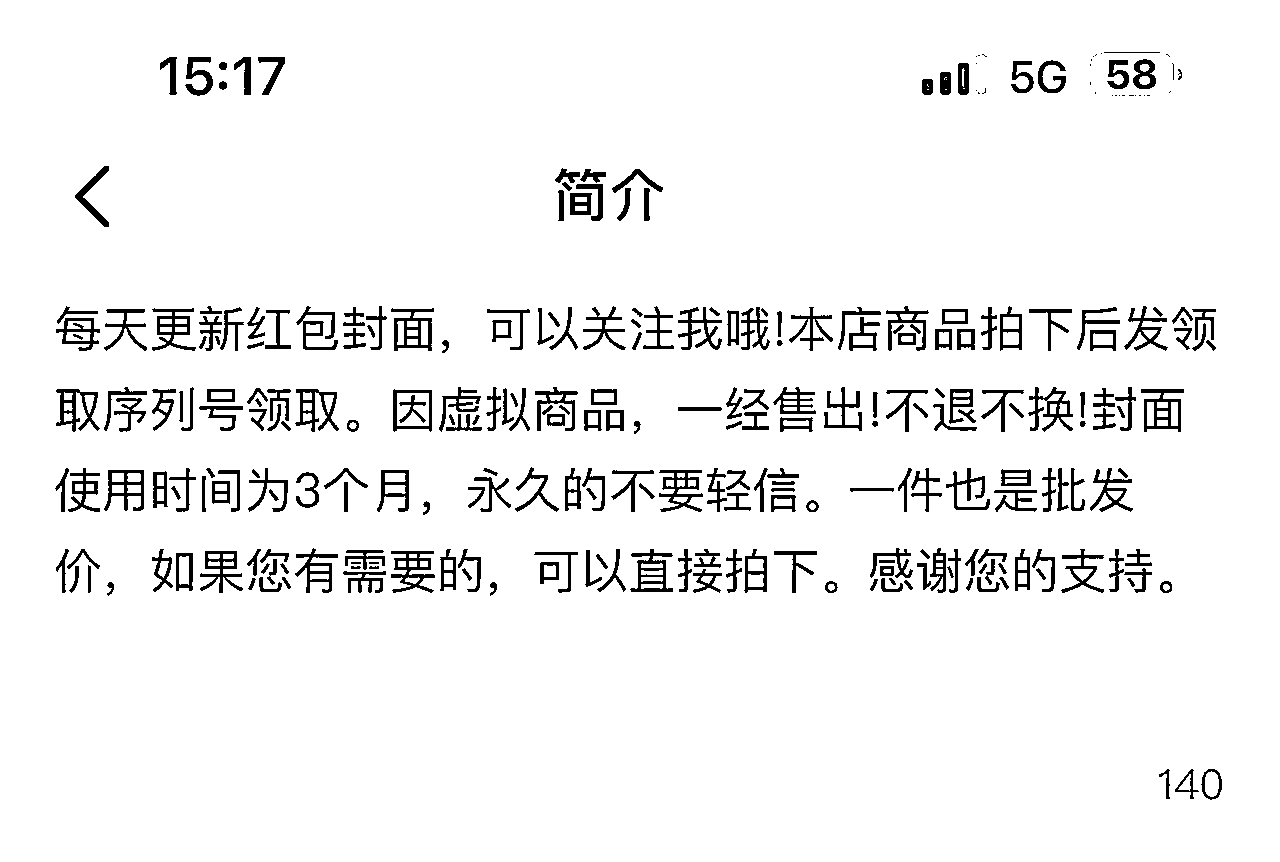 15:17 5G 58
简介
每天更新红包封面，可以关注我哦!本店商品拍下后发领
取序列号领取。因虚拟商品，一经售出!不退不换!封面
使用时间为3个月，永久的不要轻信。一件也是批发
价，如果您有需要的，可以直接拍下。感谢您的支持。
140